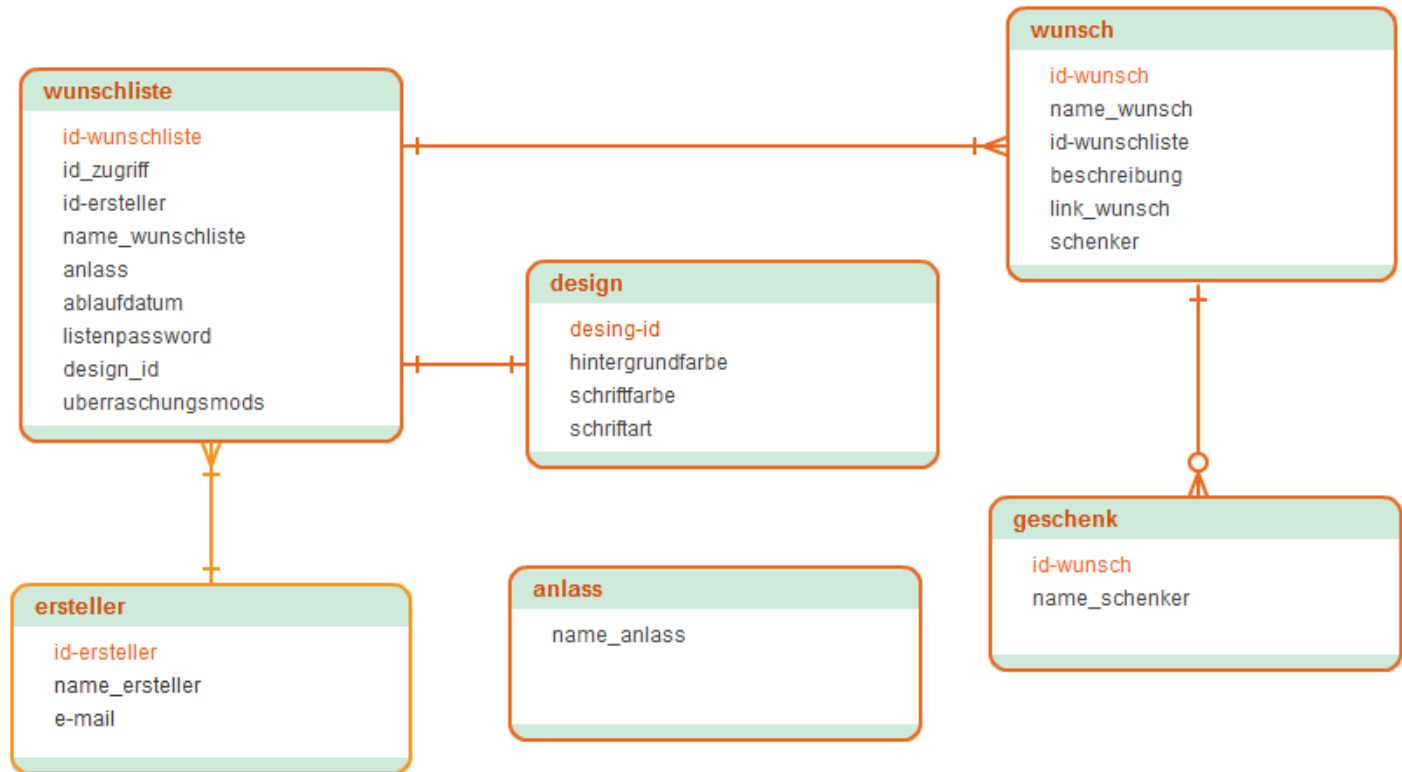 wunschliste
id-wunschliste
id_zugriff
id-ersteller
name_wunschliste
anlass
ablaufdatum
listenpassword
design_id
uberraschungsmods
wunsch
id-wunsch
name_wunsch
id-wunschliste
beschreibung
link_wunsch
schenker
design
desing-id
hintergrundfarbe
schriftfarbe
schriftart
ersteller
id-ersteller
name_ersteller
e-mail
anlass
name_anlass
geschenk
id-wunsch
name_schenker